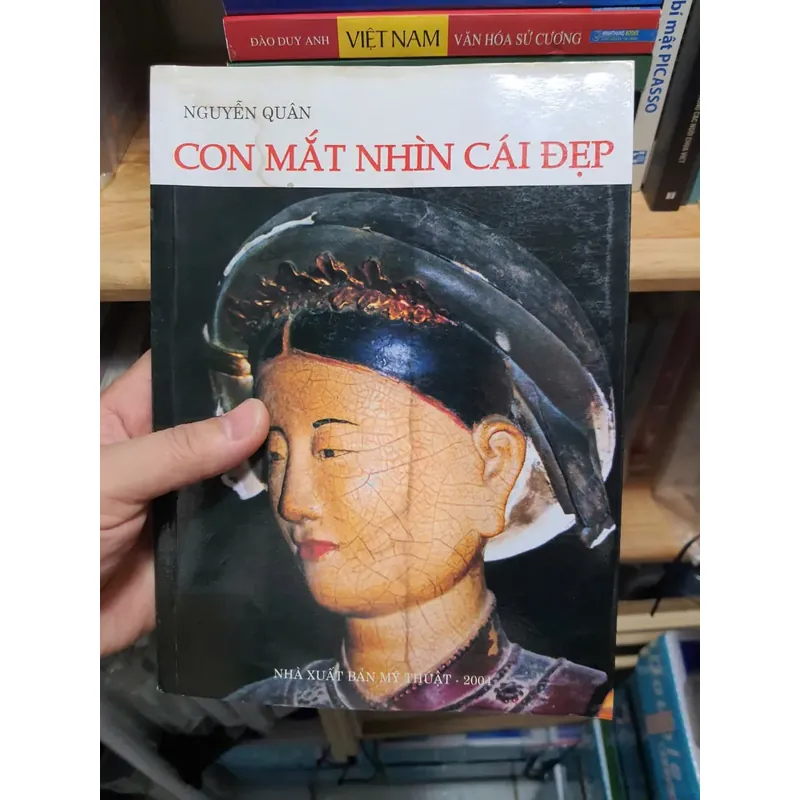 ĐÀO DUY ANH VIỆT NAM VĂN HÓA SỬ CƯƠNG
bí mật PICASSO
NGUYỄN QUÂN
CON MẮT NHÌN CÁI ĐẸP
NHÀ XUẤT BẢN MỸ THUẬT - 2004